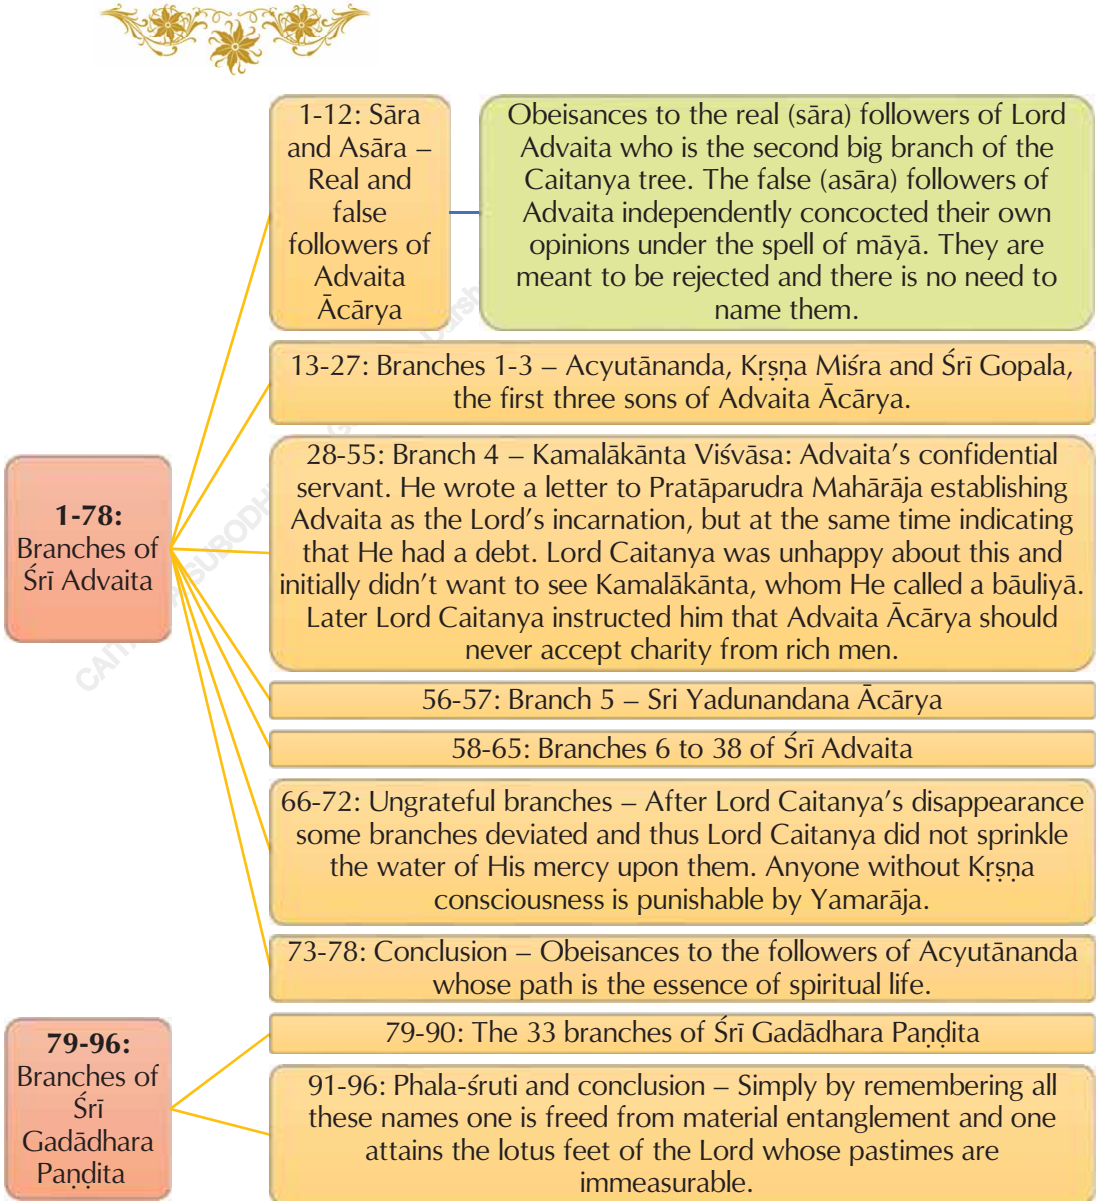 1-12: Sāra
and Asāra –
Real and
false
followers of
Advaita
Ācārya
Obeisances to the real (sāra) followers of Lord
Advaita who is the second big branch of the
Caitanya tree. The false (asāra) followers of
Advaita independently concocted their own
opinions under the spell of māyā. They are
meant to be rejected and there is no need to
name them.
13-27: Branches 1-3 – Acyutānanda, Kṛṣṇa Miśra and Śrī Gopala,
the first three sons of Advaita Ācārya.
1-78:
Branches of
Śrī Advaita
28-55: Branch 4 – Kamalākānta Viśvāsa: Advaita’s confidential
servant. He wrote a letter to Pratāparudra Mahārāja establishing
Advaita as the Lord’s incarnation, but at the same time indicating
that He had a debt. Lord Caitanya was unhappy about this and
initially didn’t want to see Kamalākānta, whom He called a bāuliyā.
Later Lord Caitanya instructed him that Advaita Ācārya should
never accept charity from rich men.
56-57: Branch 5 – Sri Yadunandana Ācārya
58-65: Branches 6 to 38 of Śrī Advaita
66-72: Ungrateful branches – After Lord Caitanya’s disappearance
some branches deviated and thus Lord Caitanya did not sprinkle
the water of His mercy upon them. Anyone without Kṛṣṇa
consciousness is punishable by Yamarāja.
73-78: Conclusion – Obeisances to the followers of Acyutānanda
whose path is the essence of spiritual life.
79-96:
Branches of
Śrī
Gadādhara
Paṇḍita
79-90: The 33 branches of Śrī Gadādhara Paṇḍita
91-96: Phala-śruti and conclusion – Simply by remembering all
these names one is freed from material entanglement and one
attains the lotus feet of the Lord whose pastimes are
immeasurable.